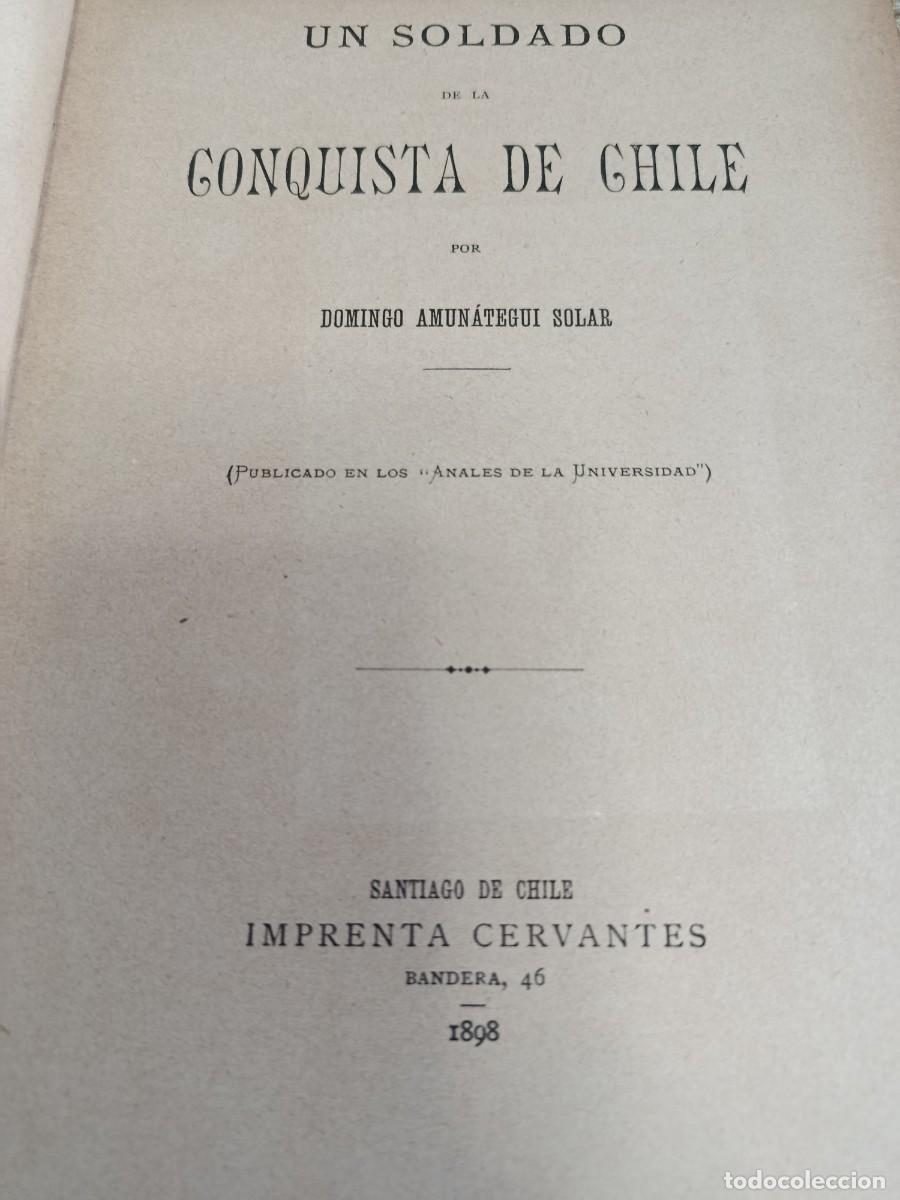 UN SOLDADO
DE LA
CONQUISTA DE CHILE
POR
DOMINGO AMUNÁTEGUI SOLAR
(PUBLICADO EN LOS "ANALES DE LA UNIVERSIDAD")
SANTIAGO DE CHILE
IMPRENTA CERVANTES
BANDERA, 46
1898
todocoleccion